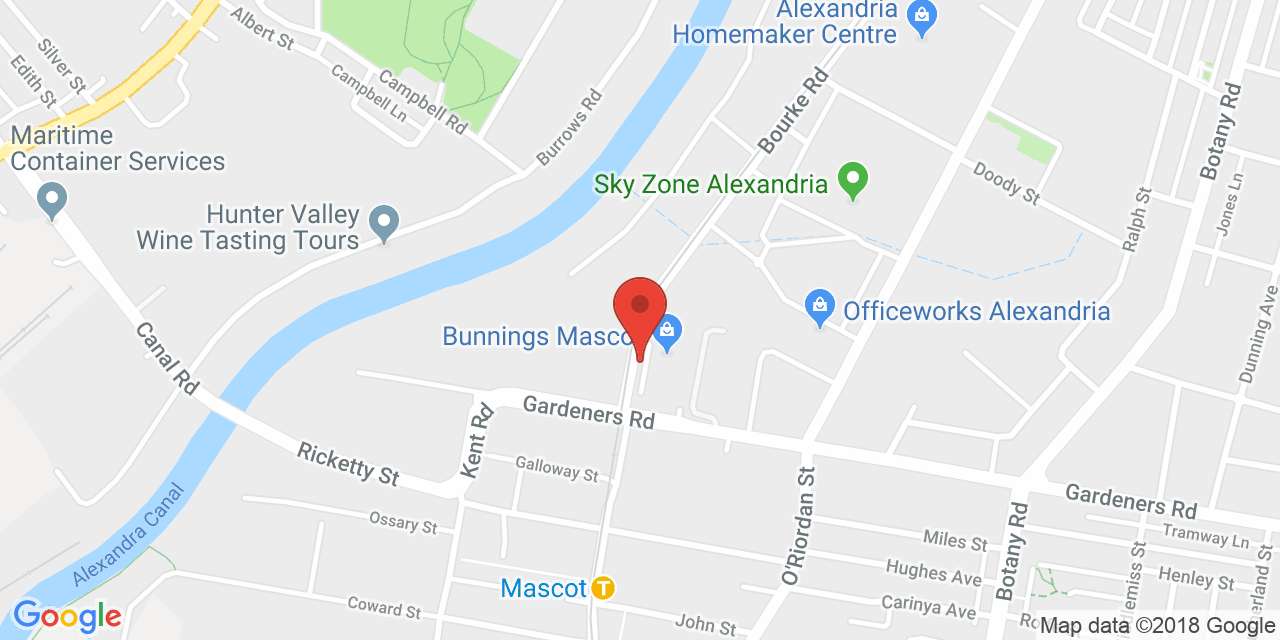 Alexandria
Homemaker Centre
Albert St
Silver St
Edith St
Campbell Ln
Campbell Rd
Burrows Rd
Bourke Rd
Botany Rd
Maritime
Container Services
Sky Zone Alexandria
Doody St
Jones Ln
Ralph St
Hunter Valley
Wine Tasting Tours
Bunnings Masco
Officeworks Alexandria
Dunning Ave
Canal Rd
Gardeners Rd
Kent Rd
Ricketty St
Galloway St
O'Riordan St
Gardeners Rd
Alexandra Canal
Ossary St
Botany Rd
Miles St
Tramway Ln
Hughes Ave
Henley St
Mascot T
Coward St
Carinya Ave
John St
Google
Map data ©2018 Google